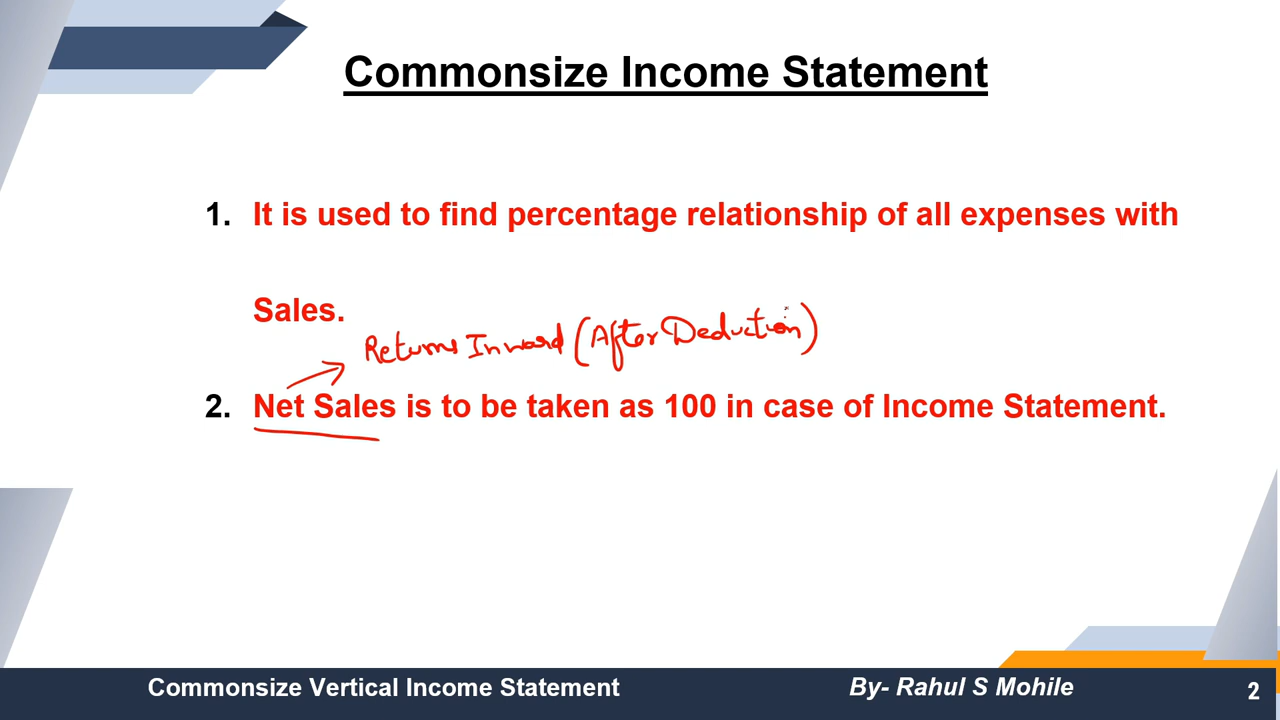 Commonsize Income Statement
1. It is used to find percentage relationship of all expenses with
Sales.
Returns Inward (After Deduction)
2. Net Sales is to be taken as 100 in case of Income Statement.
Commonsize Vertical Income Statement
By- Rahul S Mohile
2